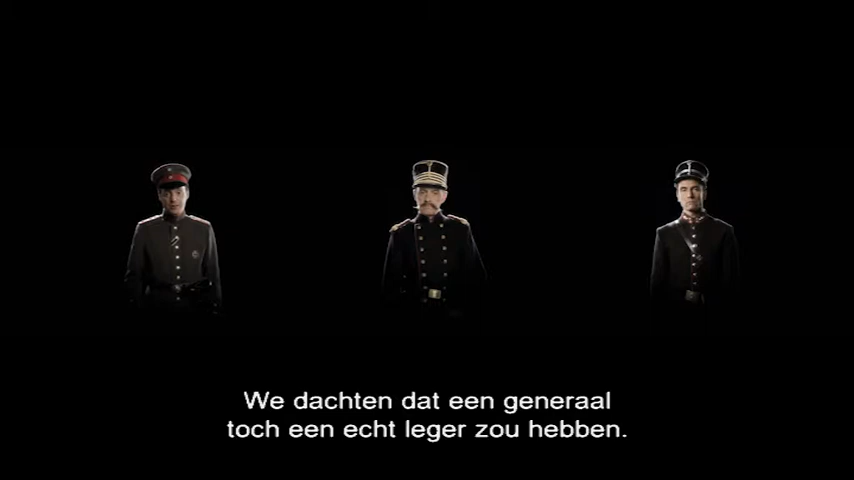 We dachten dat een generaal
toch een echt leger zou hebben.